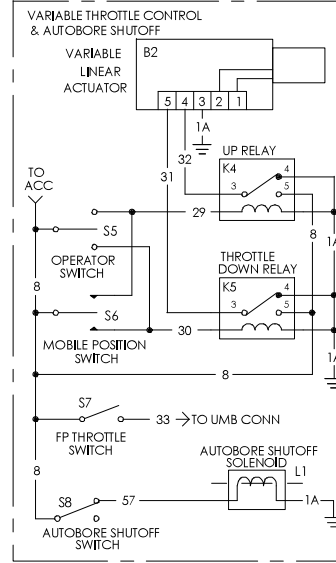 VARIABLE THROTTLE CONTROL
& AUTOBORE SHUTOFF
VARIABLE
LINEAR
ACTUATOR
B2
5 4 3 2 1
1A
32
31
UP RELAY
K4
3
4
5
TO
ACC
29
S5
OPERATOR
SWITCH
8
8
1A
THROTTLE
DOWN RELAY
K5
3
4
5
S6
30
MOBILE POSITION
SWITCH
1A
8
S7
33 TO UMB CONN
FP THROTTLE
SWITCH
8
AUTOBORE SHUTOFF
SOLENOID
L1
S8
57
1A
AUTOBORE SHUTOFF
SWITCH